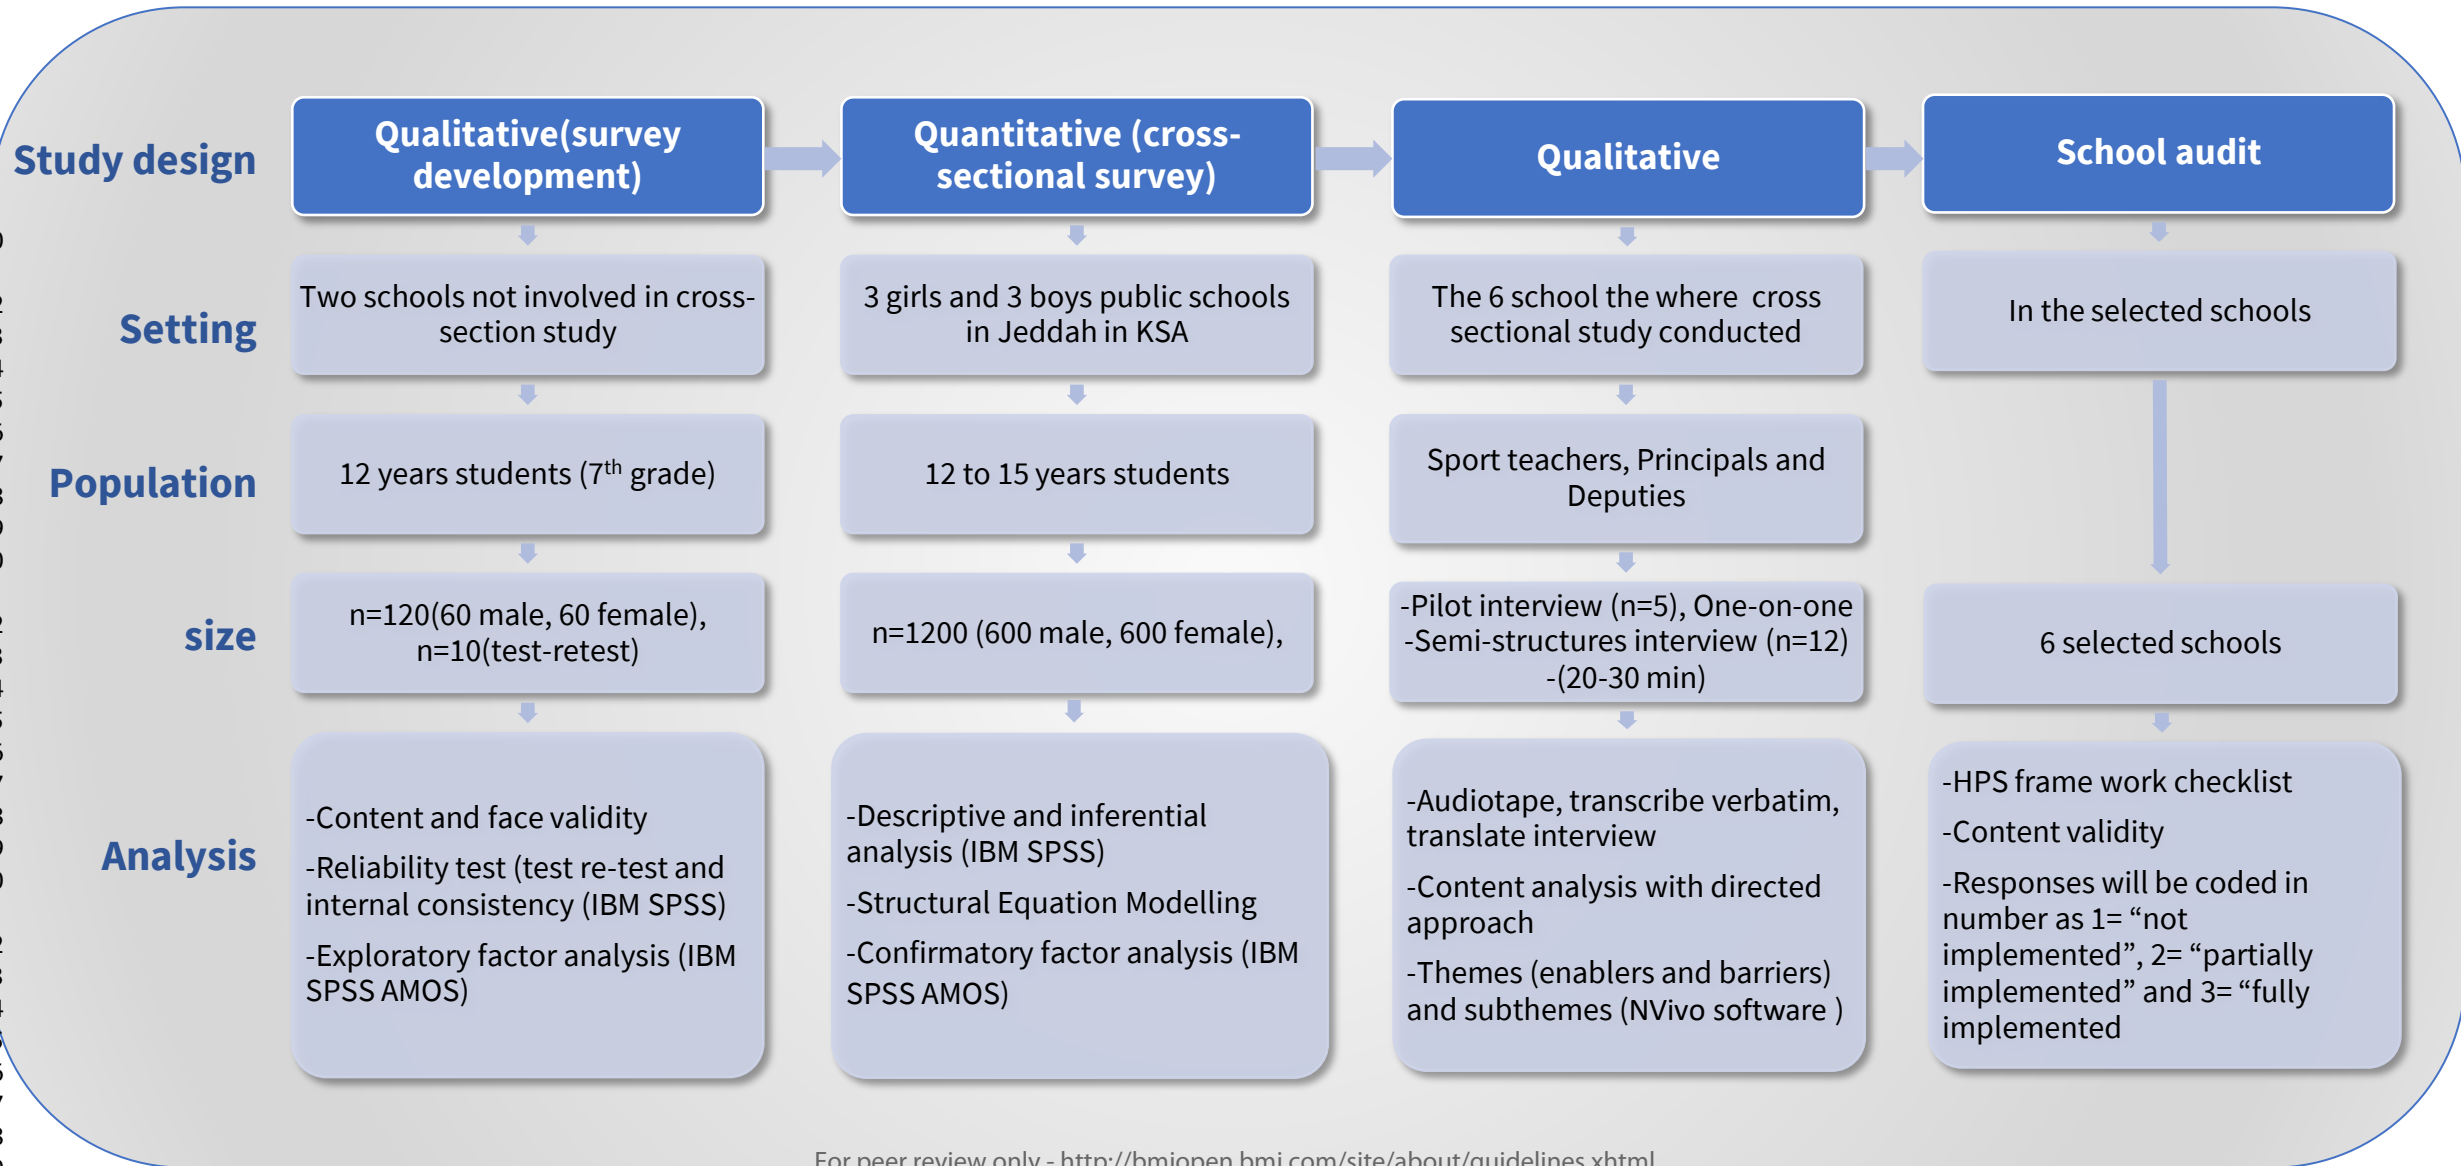 Study design
Qualitative(survey
development)
Quantitative (cross-
sectional survey)
Qualitative
School audit
Setting
Two schools not involved in cross-
section study
3 girls and 3 boys public schools
in Jeddah in KSA
The 6 school the where cross
sectional study conducted
In the selected schools
Population
12 years students (7th grade)
12 to 15 years students
Sport teachers, Principals and
Deputies
size
n=120(60 male, 60 female),
n=10(test-retest)
n=1200 (600 male, 600 female),
-Pilot interview (n=5), One-on-one
-Semi-structures interview (n=12)
-(20-30 min)
6 selected schools
Analysis
-Content and face validity
-Reliability test (test re-test and
internal consistency (IBM SPSS)
-Exploratory factor analysis (IBM
SPSS AMOS)
-Descriptive and inferential
analysis (IBM SPSS)
-Structural Equation Modelling
-Confirmatory factor analysis (IBM
SPSS AMOS)
-Audiotape, transcribe verbatim,
translate interview
-Content analysis with directed
approach
-Themes (enablers and barriers)
and subthemes (NVivo software )
-HPS frame work checklist
-Content validity
-Responses will be coded in
number as 1= “not
implemented”, 2= “partially
implemented” and 3= “fully
implemented
For peer review only - http://bmjopen.bmj.com/site/about/guidelines.xhtml